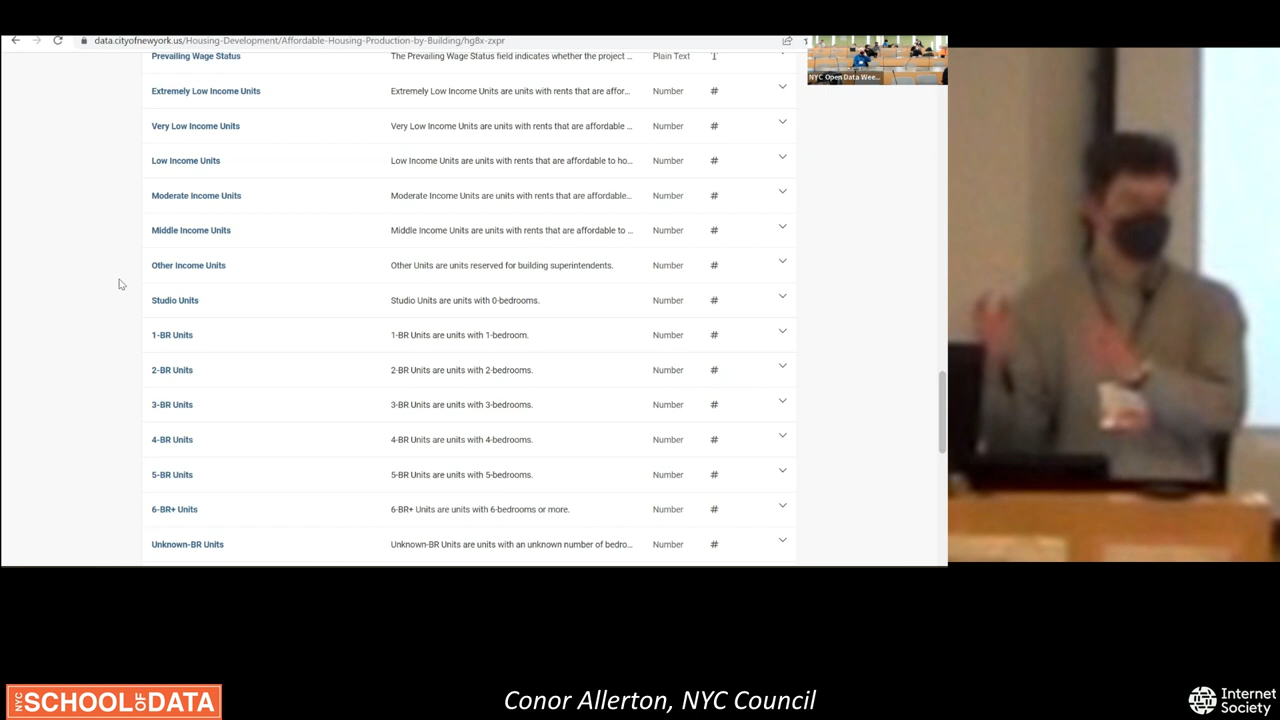 data.cityofnewyork.us/Housing-Development/Affordable-Housing-Production-by-Building/hg8x-zxpr
Prevailing Wage Status The Prevailing Wage Status field indicates whether the project ... Plain Text T
NYC Open Data Wee...
Extremely Low Income Units Extremely Low Income Units are units with rents that are affor... Number #
Very Low Income Units Very Low Income Units are units with rents that are affordable ... Number #
Low Income Units Low Income Units are units with rents that are affordable to ho... Number #
Moderate Income Units Moderate Income Units are units with rents that are affordable... Number #
Middle Income Units Middle Income Units are units with rents that are affordable to ... Number #
Other Income Units Other Units are units reserved for building superintendents. Number #
Studio Units Studio Units are units with 0-bedrooms. Number #
1-BR Units 1-BR Units are units with 1-bedroom. Number #
2-BR Units 2-BR Units are units with 2-bedrooms. Number #
3-BR Units 3-BR Units are units with 3-bedrooms. Number #
4-BR Units 4-BR Units are units with 4-bedrooms. Number #
5-BR Units 5-BR Units are units with 5-bedrooms. Number #
6-BR+ Units 6-BR+ Units are units with 6-bedrooms or more. Number #
Unknown-BR Units Unknown-BR Units are units with an unknown number of bedro... Number #
NYC SCHOOL OF DATA
Conor Allerton, NYC Council
Internet
Society